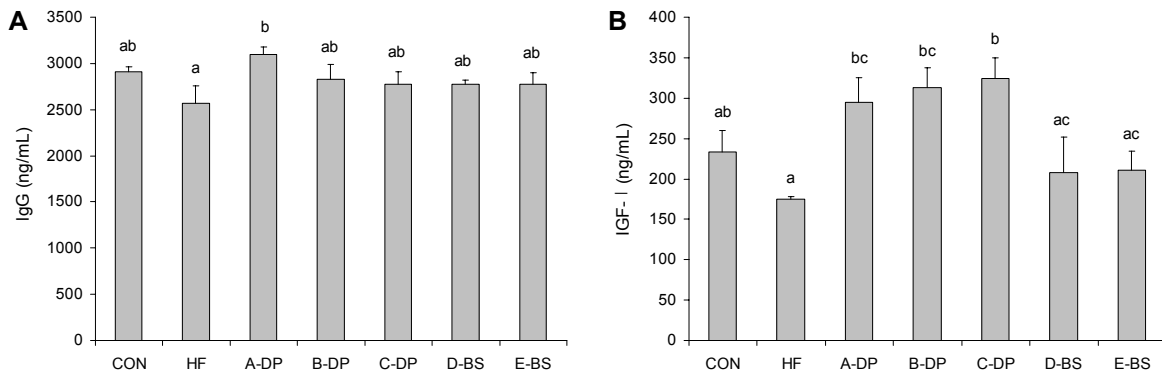 A
IgG (ng/mL)
3500
3000
2500
2000
1500
1000
500
0
ab
a
b
ab
ab
ab
ab
CON HF A-DP B-DP C-DP D-BS E-BS
B
IGF- I (ng/mL)
400
350
300
250
200
150
100
50
0
ab
a
bc
bc
b
ac
ac
CON HF A-DP B-DP C-DP D-BS E-BS